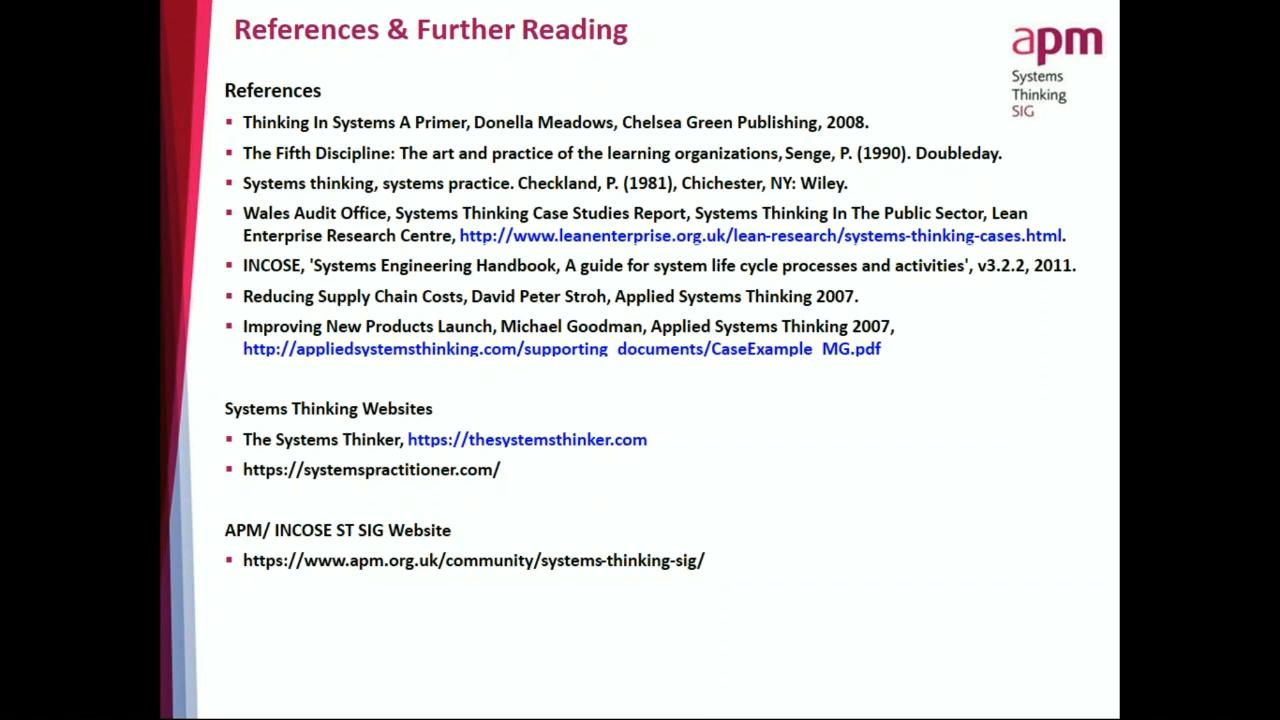 References & Further Reading
apm
Systems
Thinking
SIG
References
▪ Thinking In Systems A Primer, Donella Meadows, Chelsea Green Publishing, 2008.
▪ The Fifth Discipline: The art and practice of the learning organizations, Senge, P. (1990). Doubleday.
▪ Systems thinking, systems practice. Checkland, P. (1981), Chichester, NY: Wiley.
▪ Wales Audit Office, Systems Thinking Case Studies Report, Systems Thinking In The Public Sector, Lean
Enterprise Research Centre, http://www.leanenterprise.org.uk/lean-research/systems-thinking-cases.html.
▪ INCOSE, 'Systems Engineering Handbook, A guide for system life cycle processes and activities', v3.2.2, 2011.
▪ Reducing Supply Chain Costs, David Peter Stroh, Applied Systems Thinking 2007.
▪ Improving New Products Launch, Michael Goodman, Applied Systems Thinking 2007,
http://appliedsystemsthinking.com/supporting_documents/CaseExample_MG.pdf
Systems Thinking Websites
▪ The Systems Thinker, https://thesystemsthinker.com
▪ https://systemspractitioner.com/
APM/ INCOSE ST SIG Website
▪ https://www.apm.org.uk/community/systems-thinking-sig/